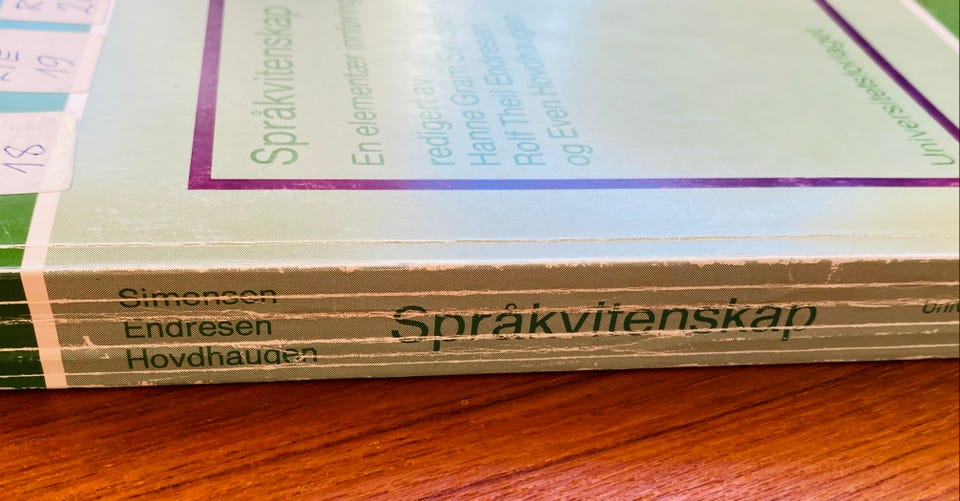 18
19
Språkvitenskap
En elementær innføring
redigert av
Hanne Gram Simonsen
Rolf Theil Endresen
og Even Hovdhaugen
Universitetsforlaget
Simonsen
Endresen
Hovdhaugen
Språkvitenskap